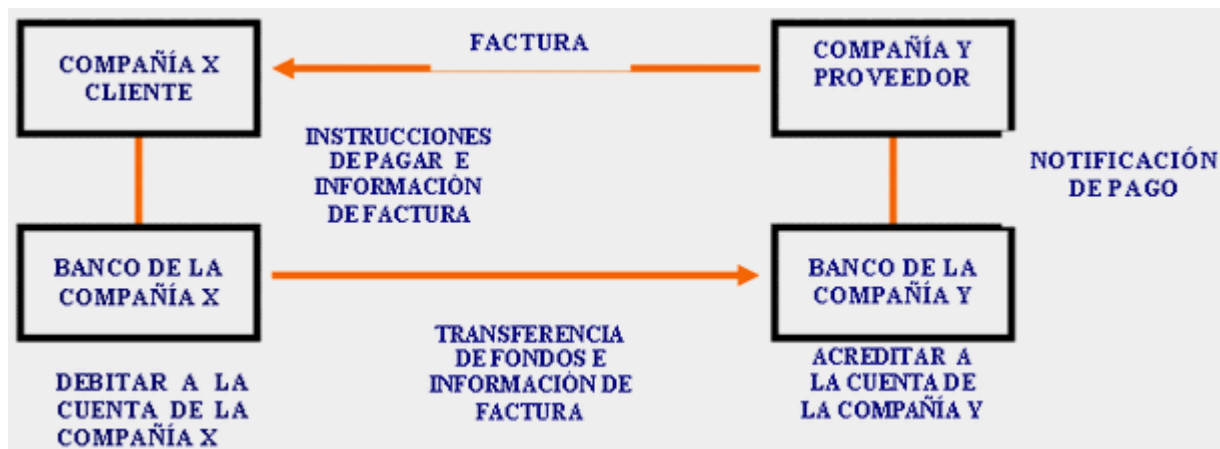 COMPAÑÍA X
CLIENTE
FACTURA
COMPAÑÍA Y
PROVEEDOR
INSTRUCCIONES
DE PAGAR E
INFORMACIÓN
DE FACTURA
NOTIFICACIÓN
DE PAGO
BANCO DE LA
COMPAÑÍA X
BANCO DE LA
COMPAÑÍA Y
TRANSFERENCIA
DE FONDOS E
INFORMACIÓN DE
FACTURA
DEBITAR A LA
CUENTA DE LA
COMPAÑÍA X
ACREDITAR A
LA CUENTA DE
LA COMPAÑÍA Y